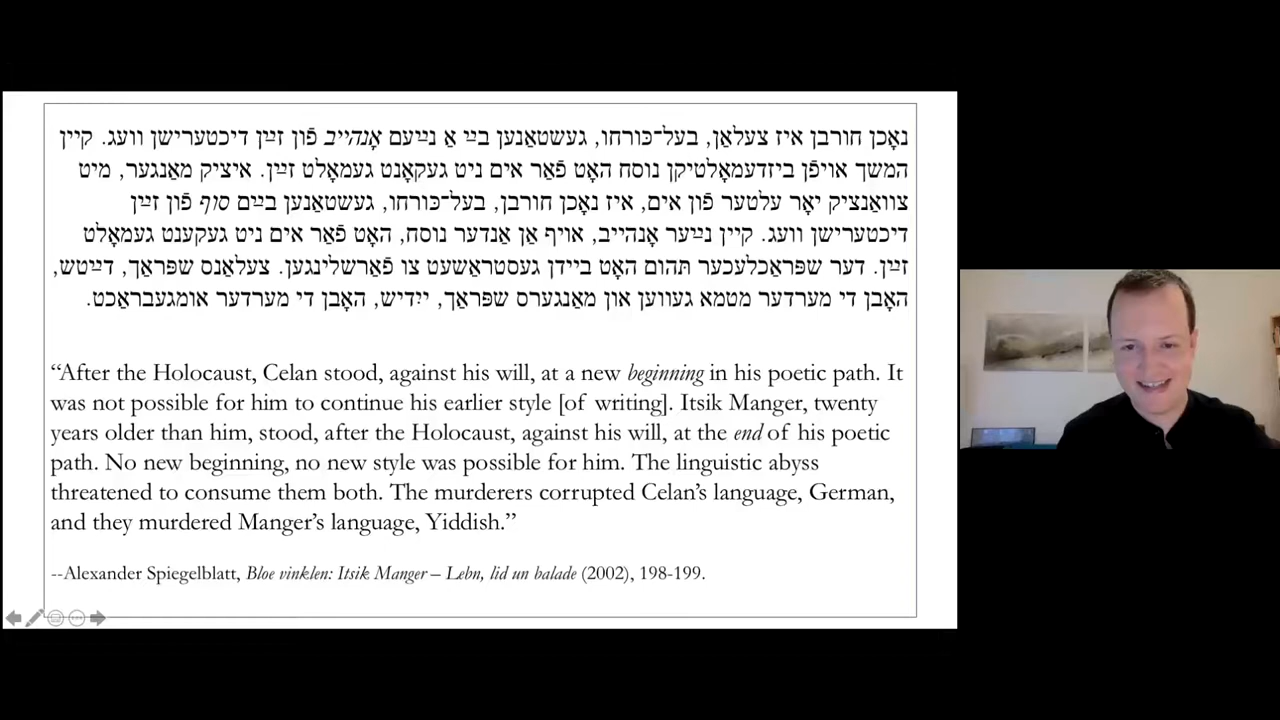 נאָכן חורבן איז צעלאַן, בעל־כּורחו, געשטאַנען בײַ אַ נײַעם אָנהייב פֿון זײַן דיכטערישן וועג. קיין
המשך אויפֿן ביזדעמאָלטיקן נוסח האָט פֿאַר אים ניט געקאָנט געמאָלט זײַן. איציק מאַנגער, מיט
צוואַנציק יאָר עלטער פֿון אים, איז נאָכן חורבן, בעל־כּורחו, געשטאַנען בײַם סוף פֿון זײַן
דיכטערישן וועג. קיין נײַער אָנהייב, אויף אַן אַנדער נוסח, האָט פֿאַר אים ניט געקענט געמאָלט
זײַן. דער שפּראַכלעכער תּהום האָט ביידן געסטראַשעט צו פֿאַרשלינגען. צעלאַנס שפּראַך, דײַטש,
האָבן די מערדער מטמא געווען און מאַנגערס שפּראַך, ייִדיש, האָבן די מערדער אומגעבראַכט.
“After the Holocaust, Celan stood, against his will, at a new beginning in his poetic path. It
was not possible for him to continue his earlier style [of writing]. Itsik Manger, twenty
years older than him, stood, after the Holocaust, against his will, at the end of his poetic
path. No new beginning, no new style was possible for him. The linguistic abyss
threatened to consume them both. The murderers corrupted Celan’s language, German,
and they murdered Manger’s language, Yiddish.”
--Alexander Spiegelblatt, Bloe vinklen: Itsik Manger – Lebn, lid un balade (2002), 198-199.